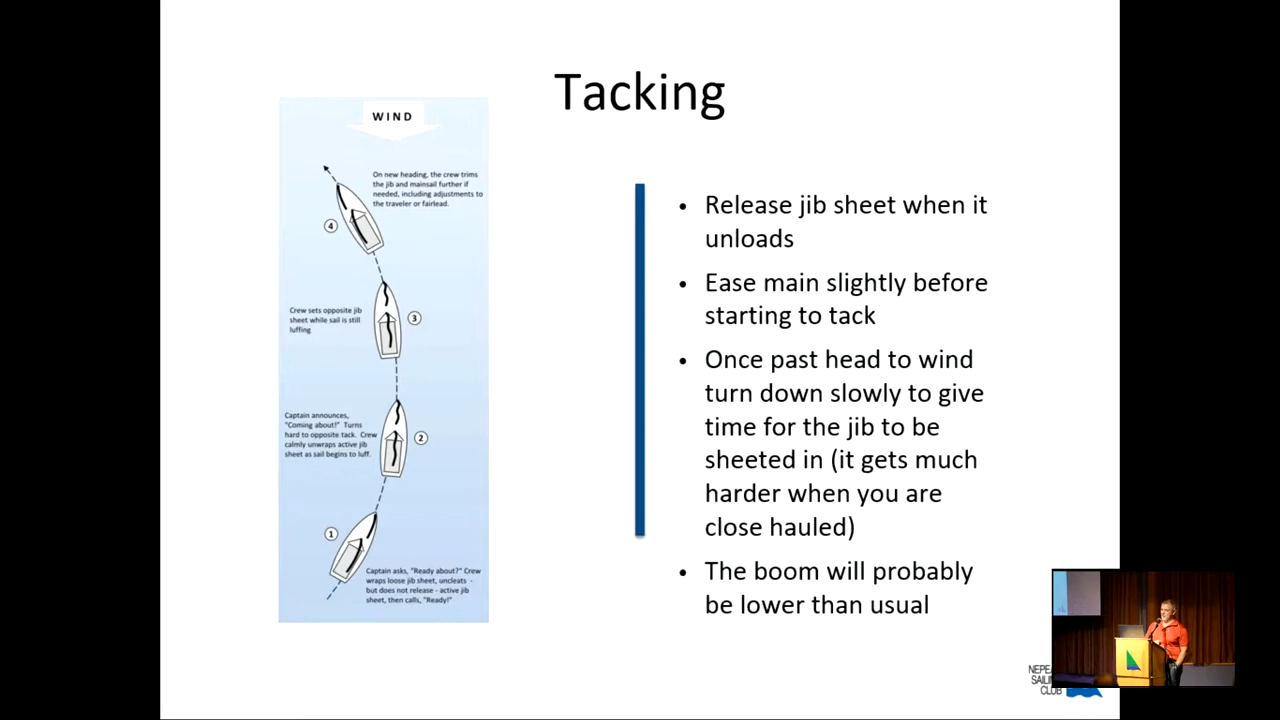 Tacking
WIND
On new heading, the crew trims
the jib and mainsail further if
needed, including adjustments to
the traveler or fairlead.
4
Crew sets opposite jib
sheet while sail is still
luffing
3
Captain announces,
"Coming about!" Turns
hard to opposite tack. Crew
calmly unwraps active jib
sheet as sail begins to luff.
2
1
Captain asks, "Ready about?" Crew
wraps loose jib sheet, uncleats -
but does not release - active jib
sheet, then calls, "Ready!"
• Release jib sheet when it
unloads
• Ease main slightly before
starting to tack
• Once past head to wind
turn down slowly to give
time for the jib to be
sheeted in (it gets much
harder when you are
close hauled)
• The boom will probably
be lower than usual
NEPEA
SAILI
CLUB